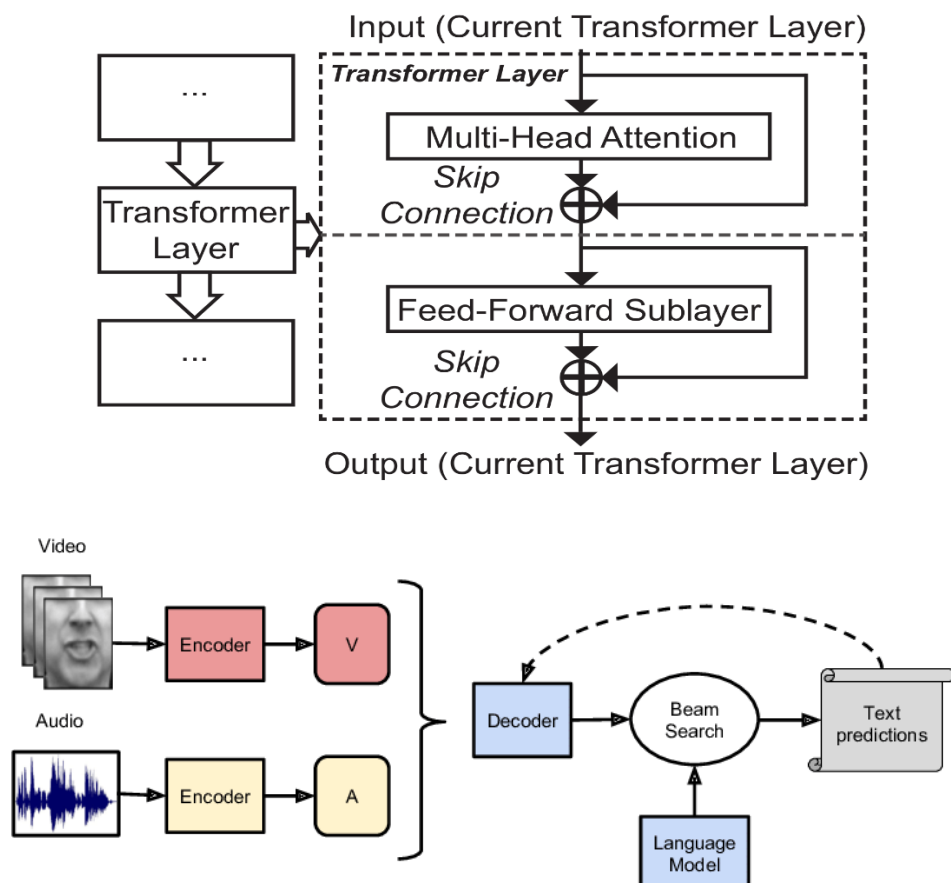 Input (Current Transformer Layer)
Transformer Layer
...
Multi-Head Attention
Skip
Connection
Transformer
Layer
Feed-Forward Sublayer
...
Skip
Connection
Output (Current Transformer Layer)
Video
Encoder
V
Audio
Encoder
A
Decoder
Beam
Search
Text
predictions
Language
Model